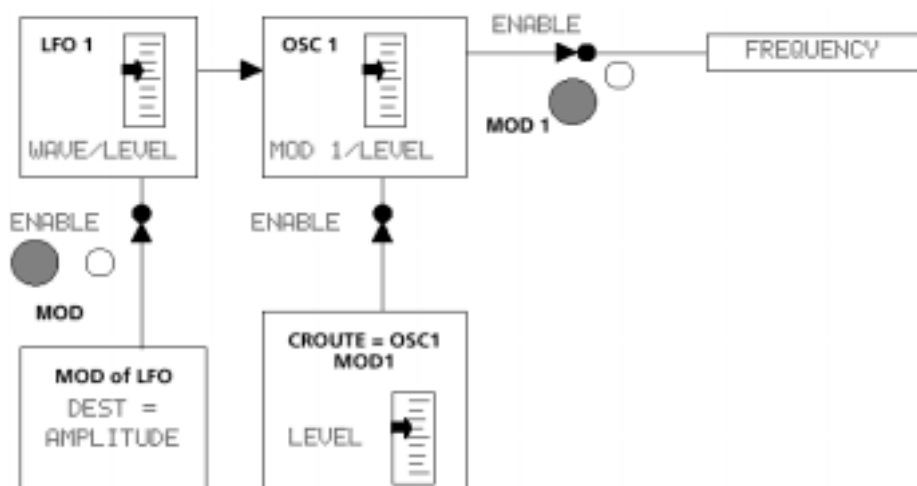 LFO 1
WAVE/LEVEL
OSC 1
MOD 1/LEVEL
ENABLE
MOD 1
FREQUENCY
ENABLE
MOD
ENABLE
MOD of LFO
DEST =
AMPLITUDE
CROUTE = OSC1
MOD1
LEVEL